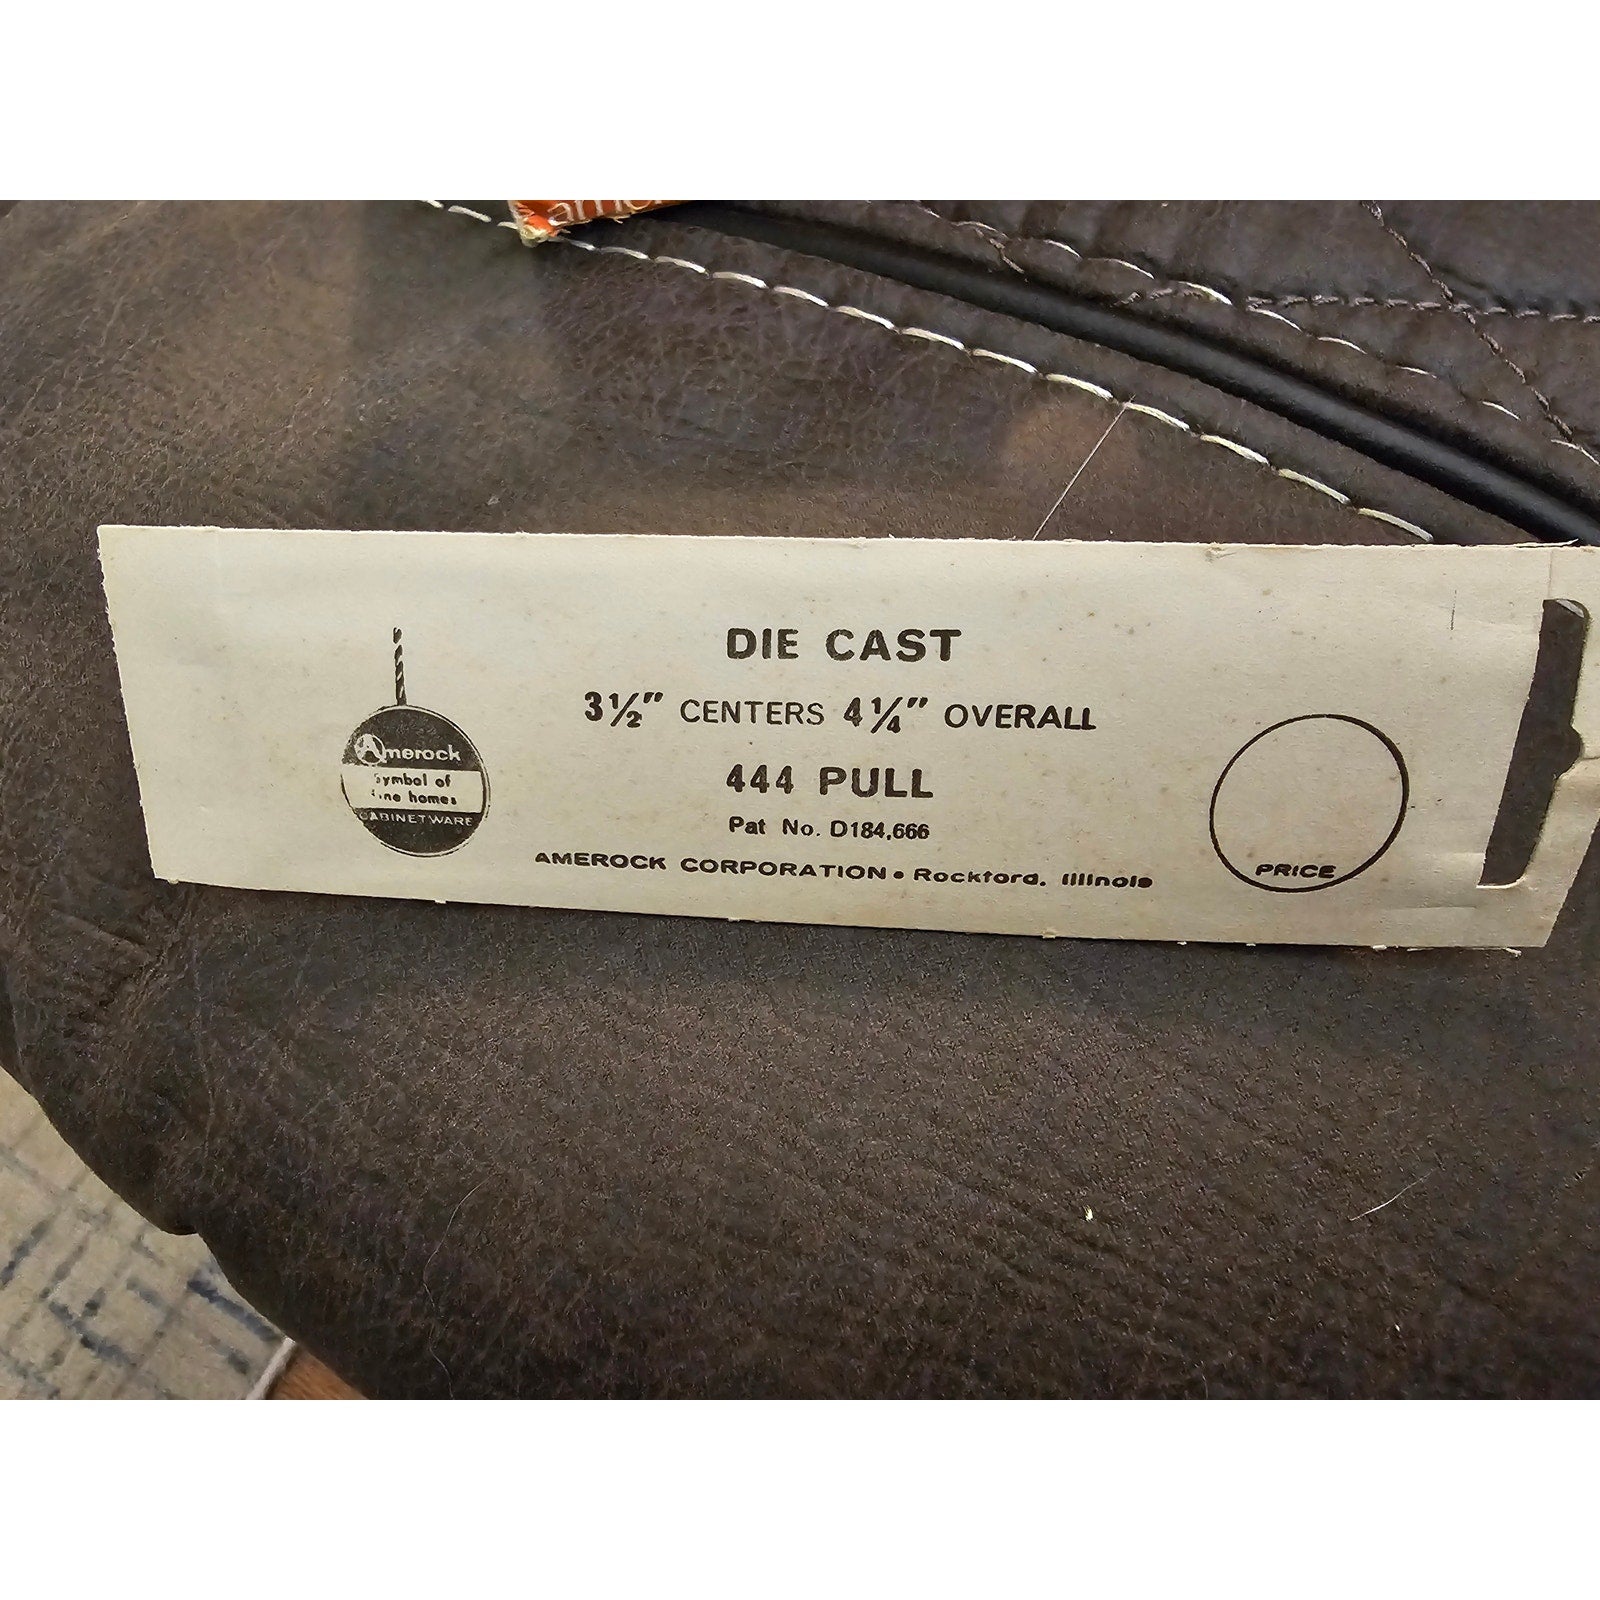 amer
DIE CAST
3½" CENTERS 4¼" OVERALL
444 PULL
Pat No. D184,666
AMEROCK CORPORATION • Rockford, Illinois
Amerock
Symbol of
fine homes
CABINETWARE
PRICE